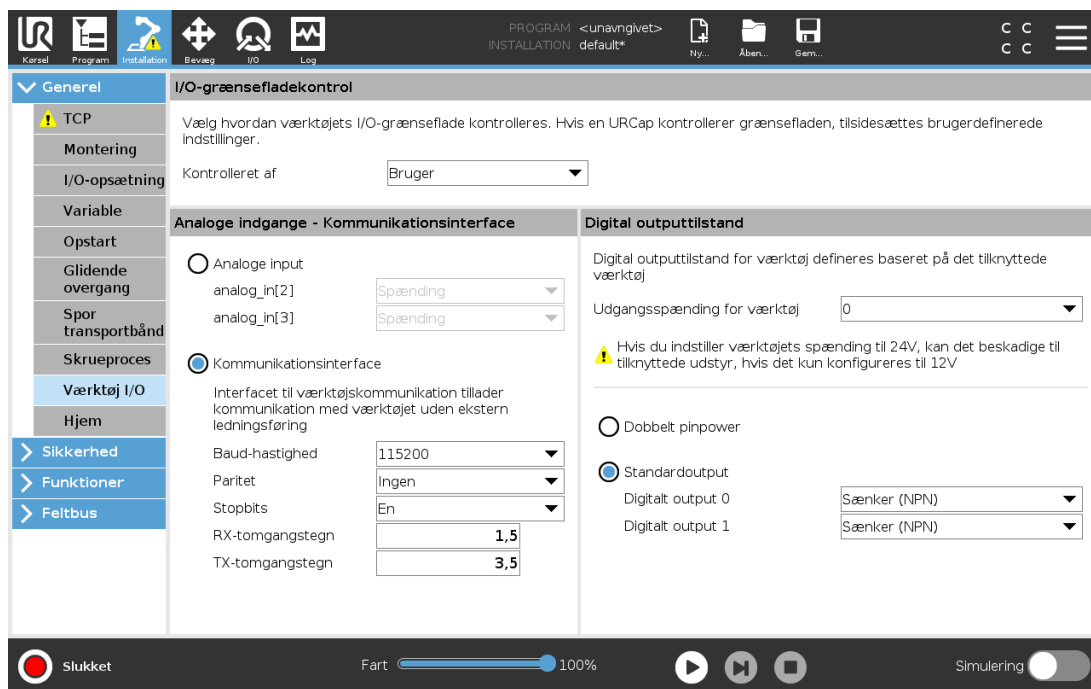 UR
PROGRAM <unavngivet>
INSTALLATION default*
C C
C C
Kørsel Program Installation Bevæg I/O Log Ny... Åben... Gem...
Generel
TCP
Montering
I/O-opsætning
Variable
Opstart
Glidende
overgang
Spor
transportbånd
Skrueproces
Værktøj I/O
Hjem
Sikkerhed
Funktioner
Feltbus
I/O-grænsefladekontrol
Vælg hvordan værktøjets I/O-grænseflade kontrolleres. Hvis en URCap kontrollerer grænsefladen, tilsidesættes brugerdefinerede
indstillinger.
Kontrolleret af Bruger
Analoge indgange - Kommunikationsinterface
Analoge input
analog_in[2] Spænding
analog_in[3] Spænding
Kommunikationsinterface
Interfacet til værktøjskommunikation tillader
kommunikation med værktøjet uden ekstern
ledningsføring
Baud-hastighed 115200
Paritet Ingen
Stopbits En
RX-tomgangstegn 1,5
TX-tomgangstegn 3,5
Digital outputtilstand
Digital outputtilstand for værktøj defineres baseret på det tilknyttede
værktøj
Udgangsspænding for værktøj 0
Hvis du indstiller værktøjets spænding til 24V, kan det beskadige til
tilknyttede udstyr, hvis det kun konfigureres til 12V
Dobbelt pinpower
Standardoutput
Digitalt output 0 Sænker (NPN)
Digitalt output 1 Sænker (NPN)
Slukket
Fart 100%
Simulering